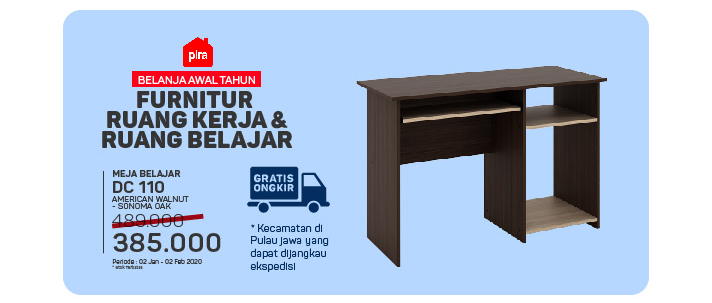 pira
BELANJA AWAL TAHUN
FURNITUR
RUANG KERJA &
RUANG BELAJAR
MEJA BELAJAR
DC 110
AMERICAN WALNUT
- SONOMA OAK
489.000
385.000
Periode : 02 Jan - 02 Feb 2020
GRATIS
ONGKIR
* Kecamatan di
Pulau jawa yang
dapat dijangkau
ekspedisi